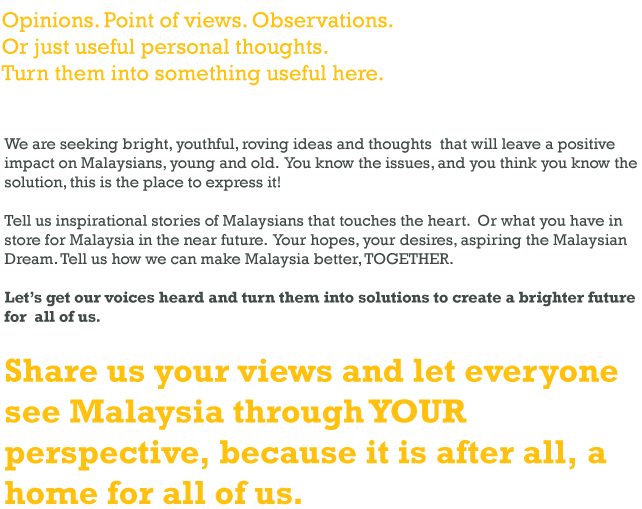 Opinions. Point of views. Observations.
Or just useful personal thoughts.
Turn them into something useful here.
We are seeking bright, youthful, roving ideas and thoughts that will leave a positive
impact on Malaysians, young and old. You know the issues, and you think you know the
solution, this is the place to express it!
Tell us inspirational stories of Malaysians that touches the heart. Or what you have in
store for Malaysia in the near future. Your hopes, your desires, aspiring the Malaysian
Dream. Tell us how we can make Malaysia better, TOGETHER.
Let's get our voices heard and turn them into solutions to create a brighter future
for all of us.
Share us your views and let everyone
see Malaysia through YOUR
perspective, because it is after all, a
home for all of us.